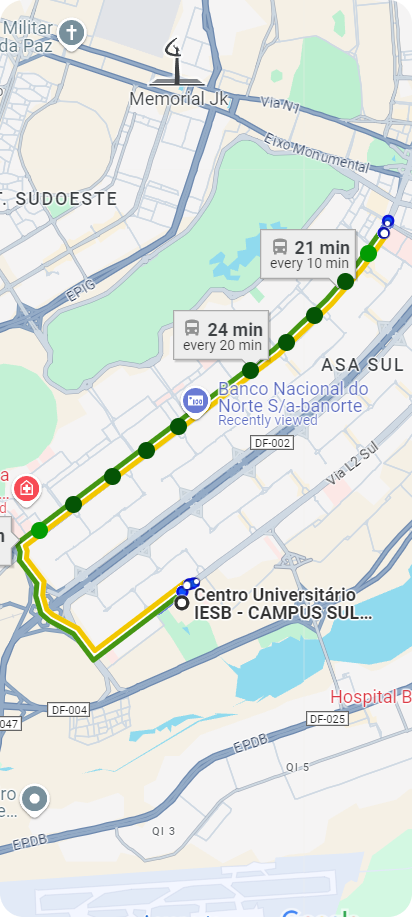 Militar
da Paz
Memorial JK
Via N1
Eixo Monumental
T. SUDOESTE
EPIG
21 min
every 10 min
24 min
every 20 min
ASA SUL
Banco Nacional do
Norte S/a-banorte
Recently viewed
DF-002
Via L2 Sul
Centro Universitário
IESB - CAMPUS SUL...
Hospital B
DF-004
DF-025
047
EPDB
QI 5
QI 3
EPDB